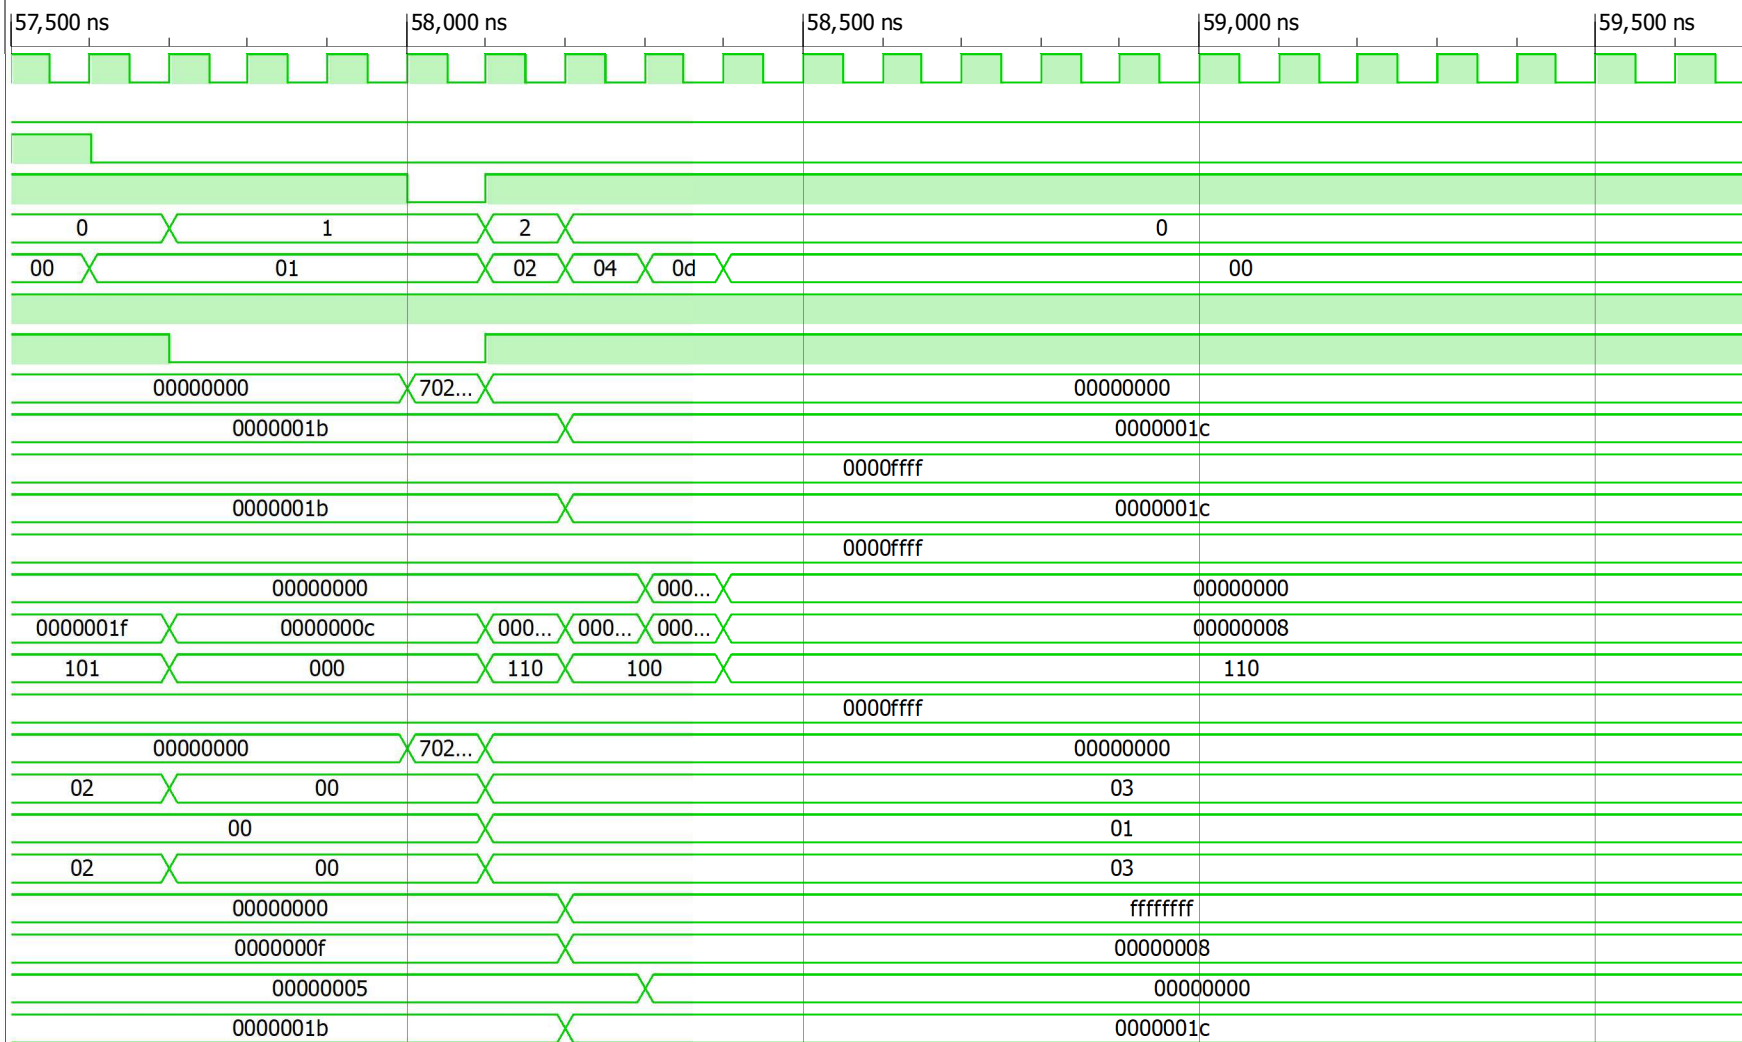 57,500 ns 58,000 ns 58,500 ns 59,000 ns 59,500 ns
0 1 2 0
00 01 02 04 0d 00
00000000 702... 00000000
0000001b 0000001c
0000ffff
0000001b 0000001c
0000ffff
00000000 000... 00000000
0000001f 0000000c 000... 000... 000... 00000008
101 000 110 100 110
0000ffff
00000000 702... 00000000
02 00 03
00 01
02 00 03
00000000 ffffffff
0000000f 00000008
00000005 00000000
0000001b 0000001c